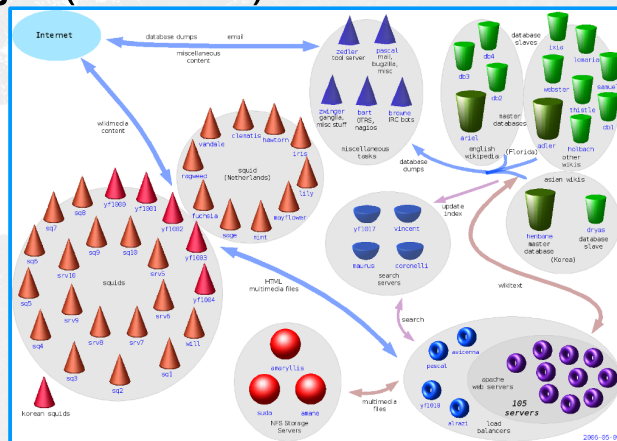 Internet
database dumps email
miscellaneous
content
wikimedia
content
zedler
tool server
pascal
mail,
bugzilla, misc
zwinger
ganglia,
misc stuff
bart
OTRS,
nagios
browne
IRC bots
miscellaneous
tasks
database
dumps
db3
db4
db2
ariel
english
wikipedia
master
databases
(Florida)
database
slaves
ixia
lomaria
webster
samuel
thistle
db1
adler
holbach
other
wikis
asian wikis
henbane
master
database
dryas
database
slave
(Korea)
vandale
clematis
hawtorn
iris
ragweed
squid
(Netherlands)
lily
fuchsia
mayflower
sage
mint
yf1000
yf1001
yf1002
yf1003
yf1004
sq8
sq7
sq9
sq10
sq6
srv10
srv5
squids
sq5
srv9
srv6
sq4
srv8
srv7
will
sq3
sq2
sq1
korean squids
update
index
yf1017
vincent
maurus
coronelli
search
servers
HTML
multimedia files
search
wikitext
amaryllis
suda
amane
NFS Storage
Servers
multimedia
files
pascal
avicenna
yf1018
alrazi
load
balancers
apache
web servers
105
servers